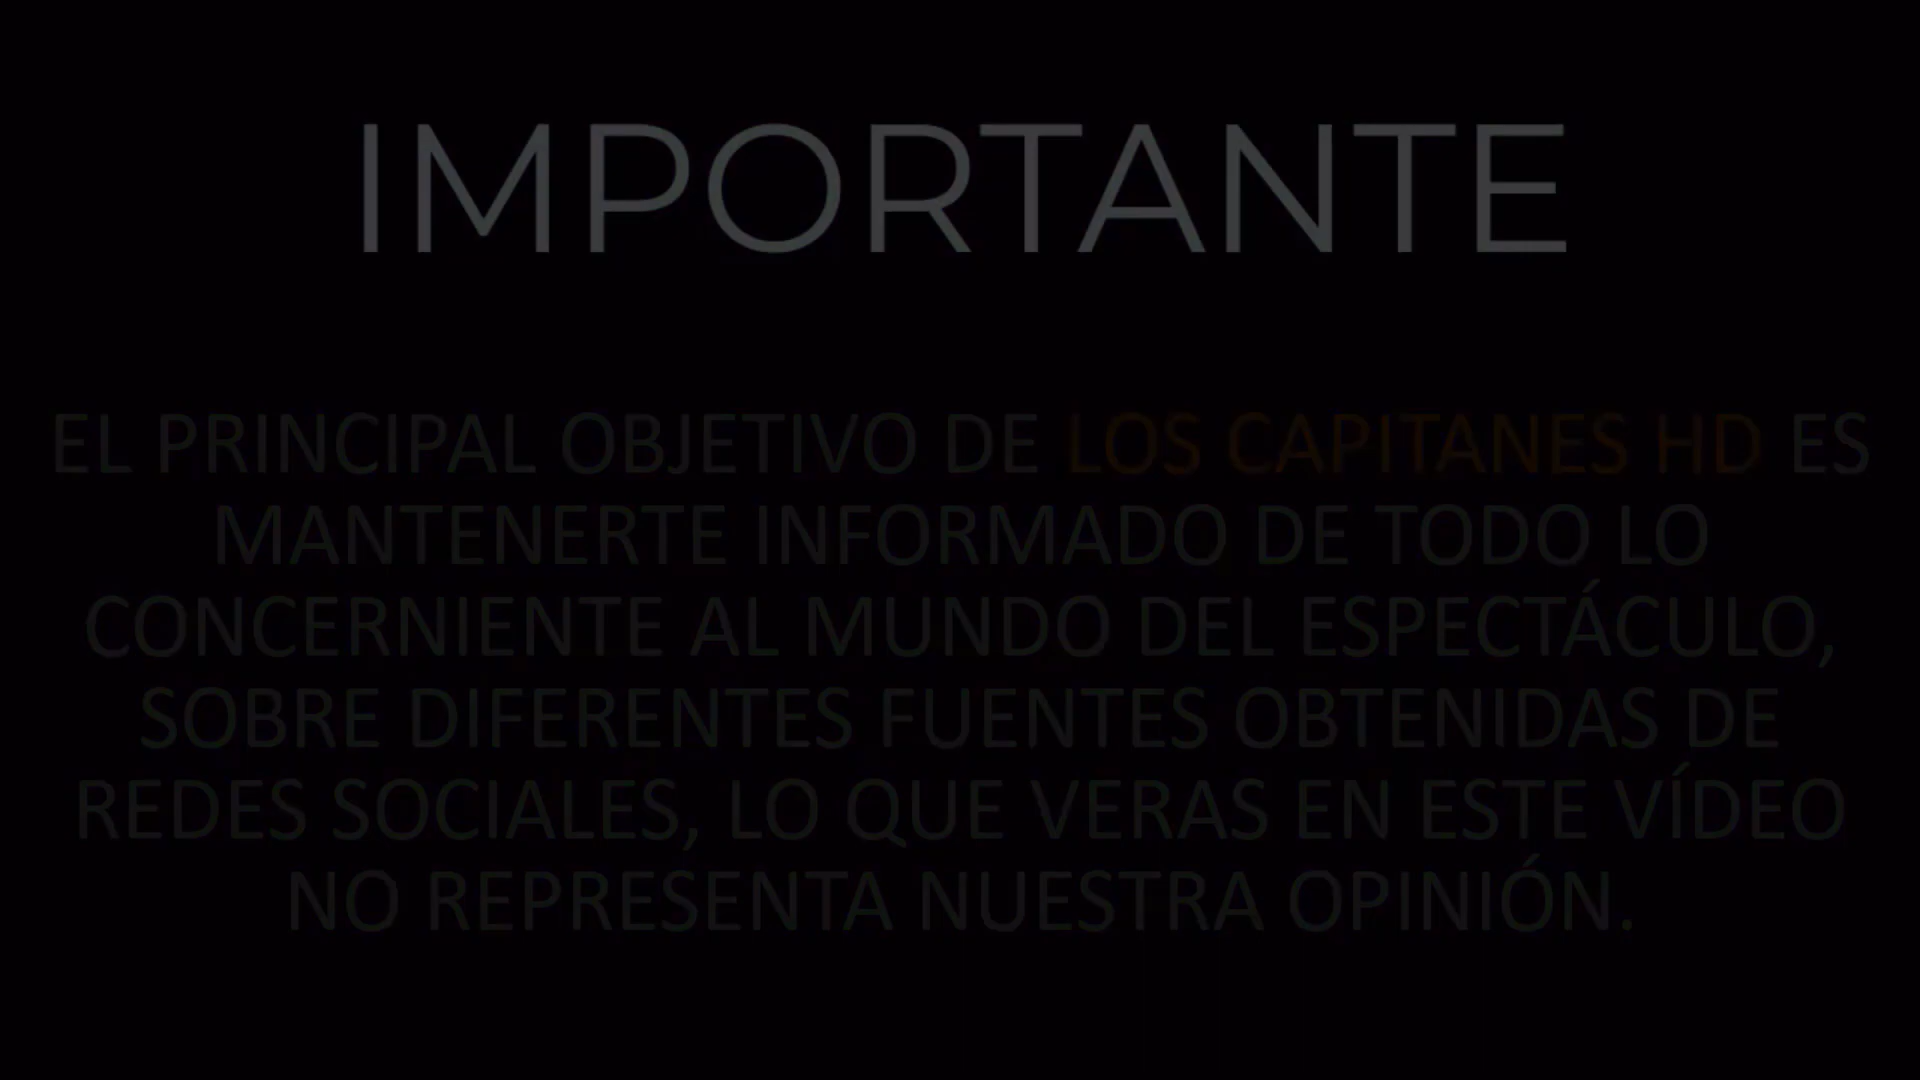 IMPORTANTE
EL PRINCIPAL OBJETIVO DE LOS CAPITANES HD ES
MANTENERTE INFORMADO DE TODO LO
CONCERNIENTE AL MUNDO DEL ESPECTÁCULO,
SOBRE DIFERENTES FUENTES OBTENIDAS DE
REDES SOCIALES, LO QUE VERAS EN ESTE VÍDEO
NO REPRESENTA NUESTRA OPINIÓN.